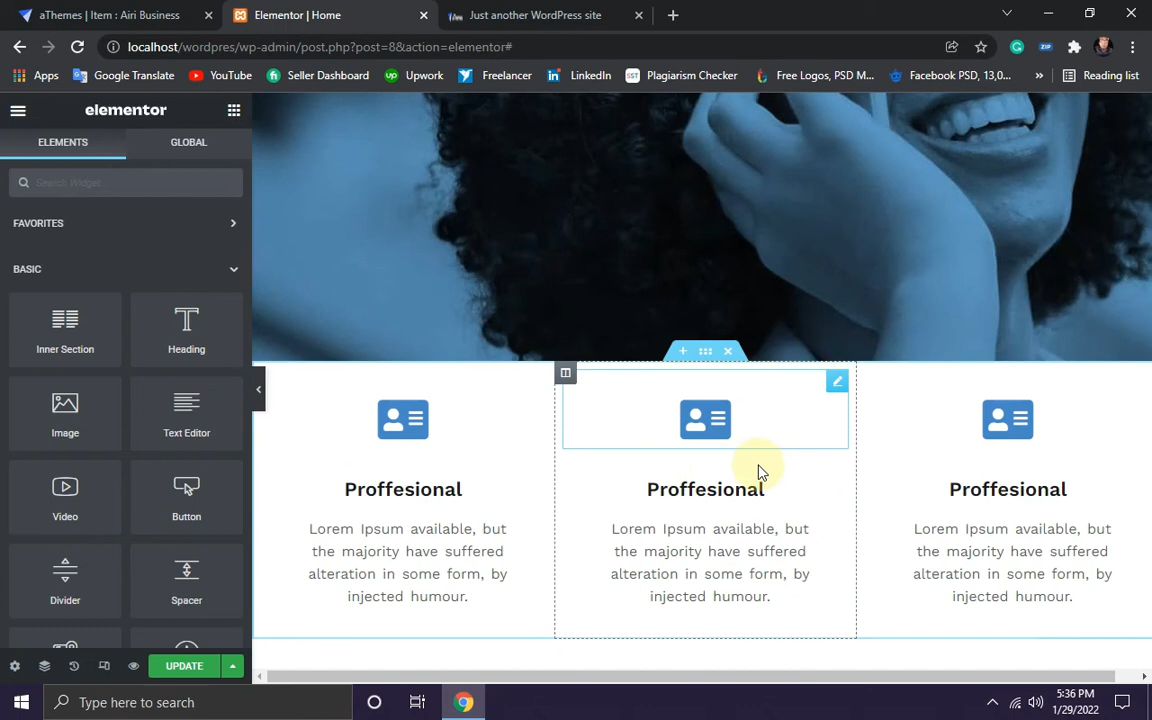 aThemes | Item : Airi Business
Elementor | Home
Just another WordPress site
localhost/wordpres/wp-admin/post.php?post=8&action=elementor#
ZIP
Apps
Google Translate
YouTube
Seller Dashboard
Upwork
Freelancer
LinkedIn
SST
Plagiarism Checker
Free Logos, PSD M...
Facebook PSD, 13,0...
»
Reading list
elementor
ELEMENTS
GLOBAL
Search Widget...
FAVORITES
BASIC
Inner Section
Heading
Image
Text Editor
Video
Button
Divider
Spacer
UPDATE
Proffesional
Lorem Ipsum available, but
the majority have suffered
alteration in some form, by
injected humour.
Proffesional
Lorem Ipsum available, but
the majority have suffered
alteration in some form, by
injected humour.
Proffesional
Lorem Ipsum available, but
the majority have suffered
alteration in some form, by
injected humour.
Type here to search
5:36 PM
1/29/2022